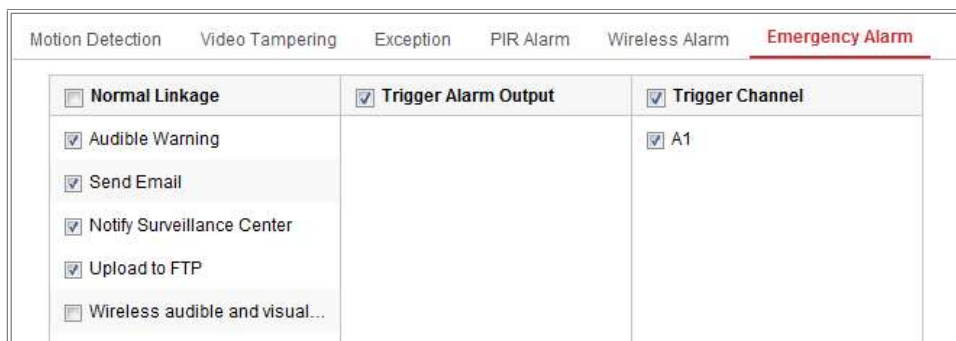 Motion Detection Video Tampering Exception PIR Alarm Wireless Alarm Emergency Alarm
Normal Linkage Trigger Alarm Output Trigger Channel
Audible Warning A1
Send Email
Notify Surveillance Center
Upload to FTP
Wireless audible and visual...